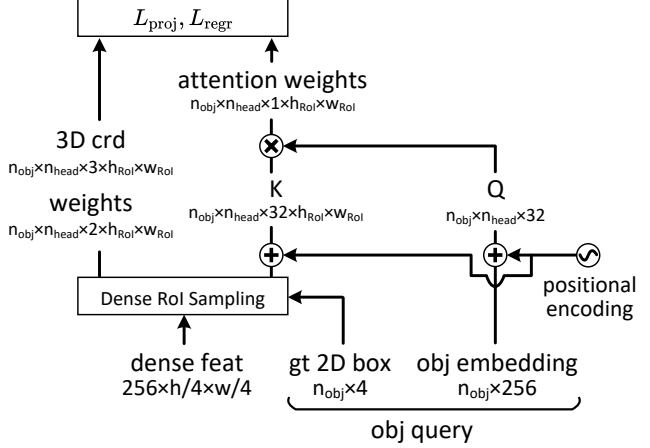 L_proj, L_regr
attention weights
n_obj×n_head×1×h_RoI×w_RoI
3D crd
n_obj×n_head×3×h_RoI×w_RoI
weights
n_obj×n_head×2×h_RoI×w_RoI
K
n_obj×n_head×32×h_RoI×w_RoI
Q
n_obj×n_head×32
positional
encoding
Dense RoI Sampling
dense feat
256×h/4×w/4
gt 2D box
n_obj×4
obj embedding
n_obj×256
obj query